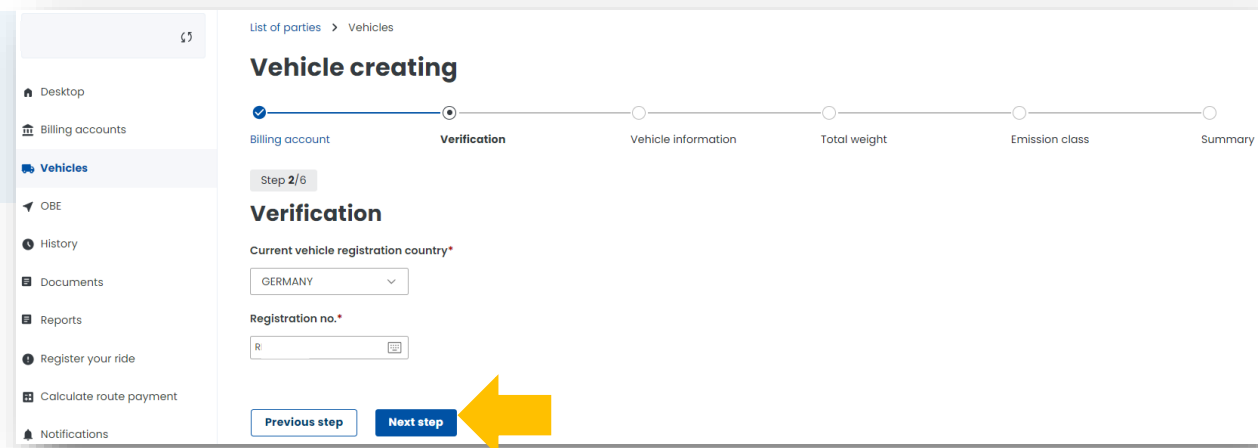 List of parties > Vehicles
Vehicle creating
Desktop
Billing accounts
Vehicles
OBE
History
Documents
Reports
Register your ride
Calculate route payment
Notifications
Billing account Verification Vehicle information Total weight Emission class Summary
Step 2/6
Verification
Current vehicle registration country*
GERMANY
Registration no.*
R
Previous step Next step